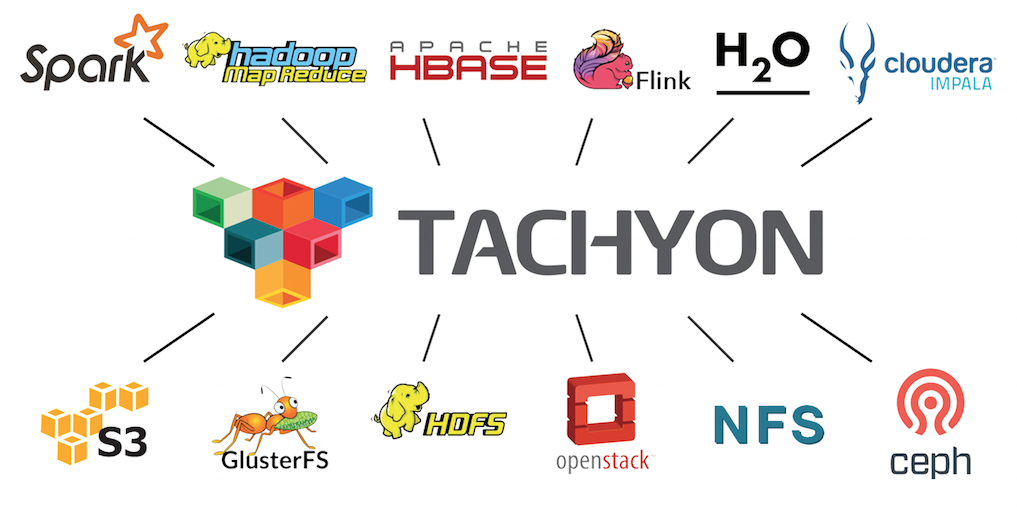 Spark
hadoop
Map Reduce
APACHE
HBASE
Flink
H2O
cloudera
IMPALA
TACHYON
S3
GlusterFS
HDFS
openstack
NFS
ceph